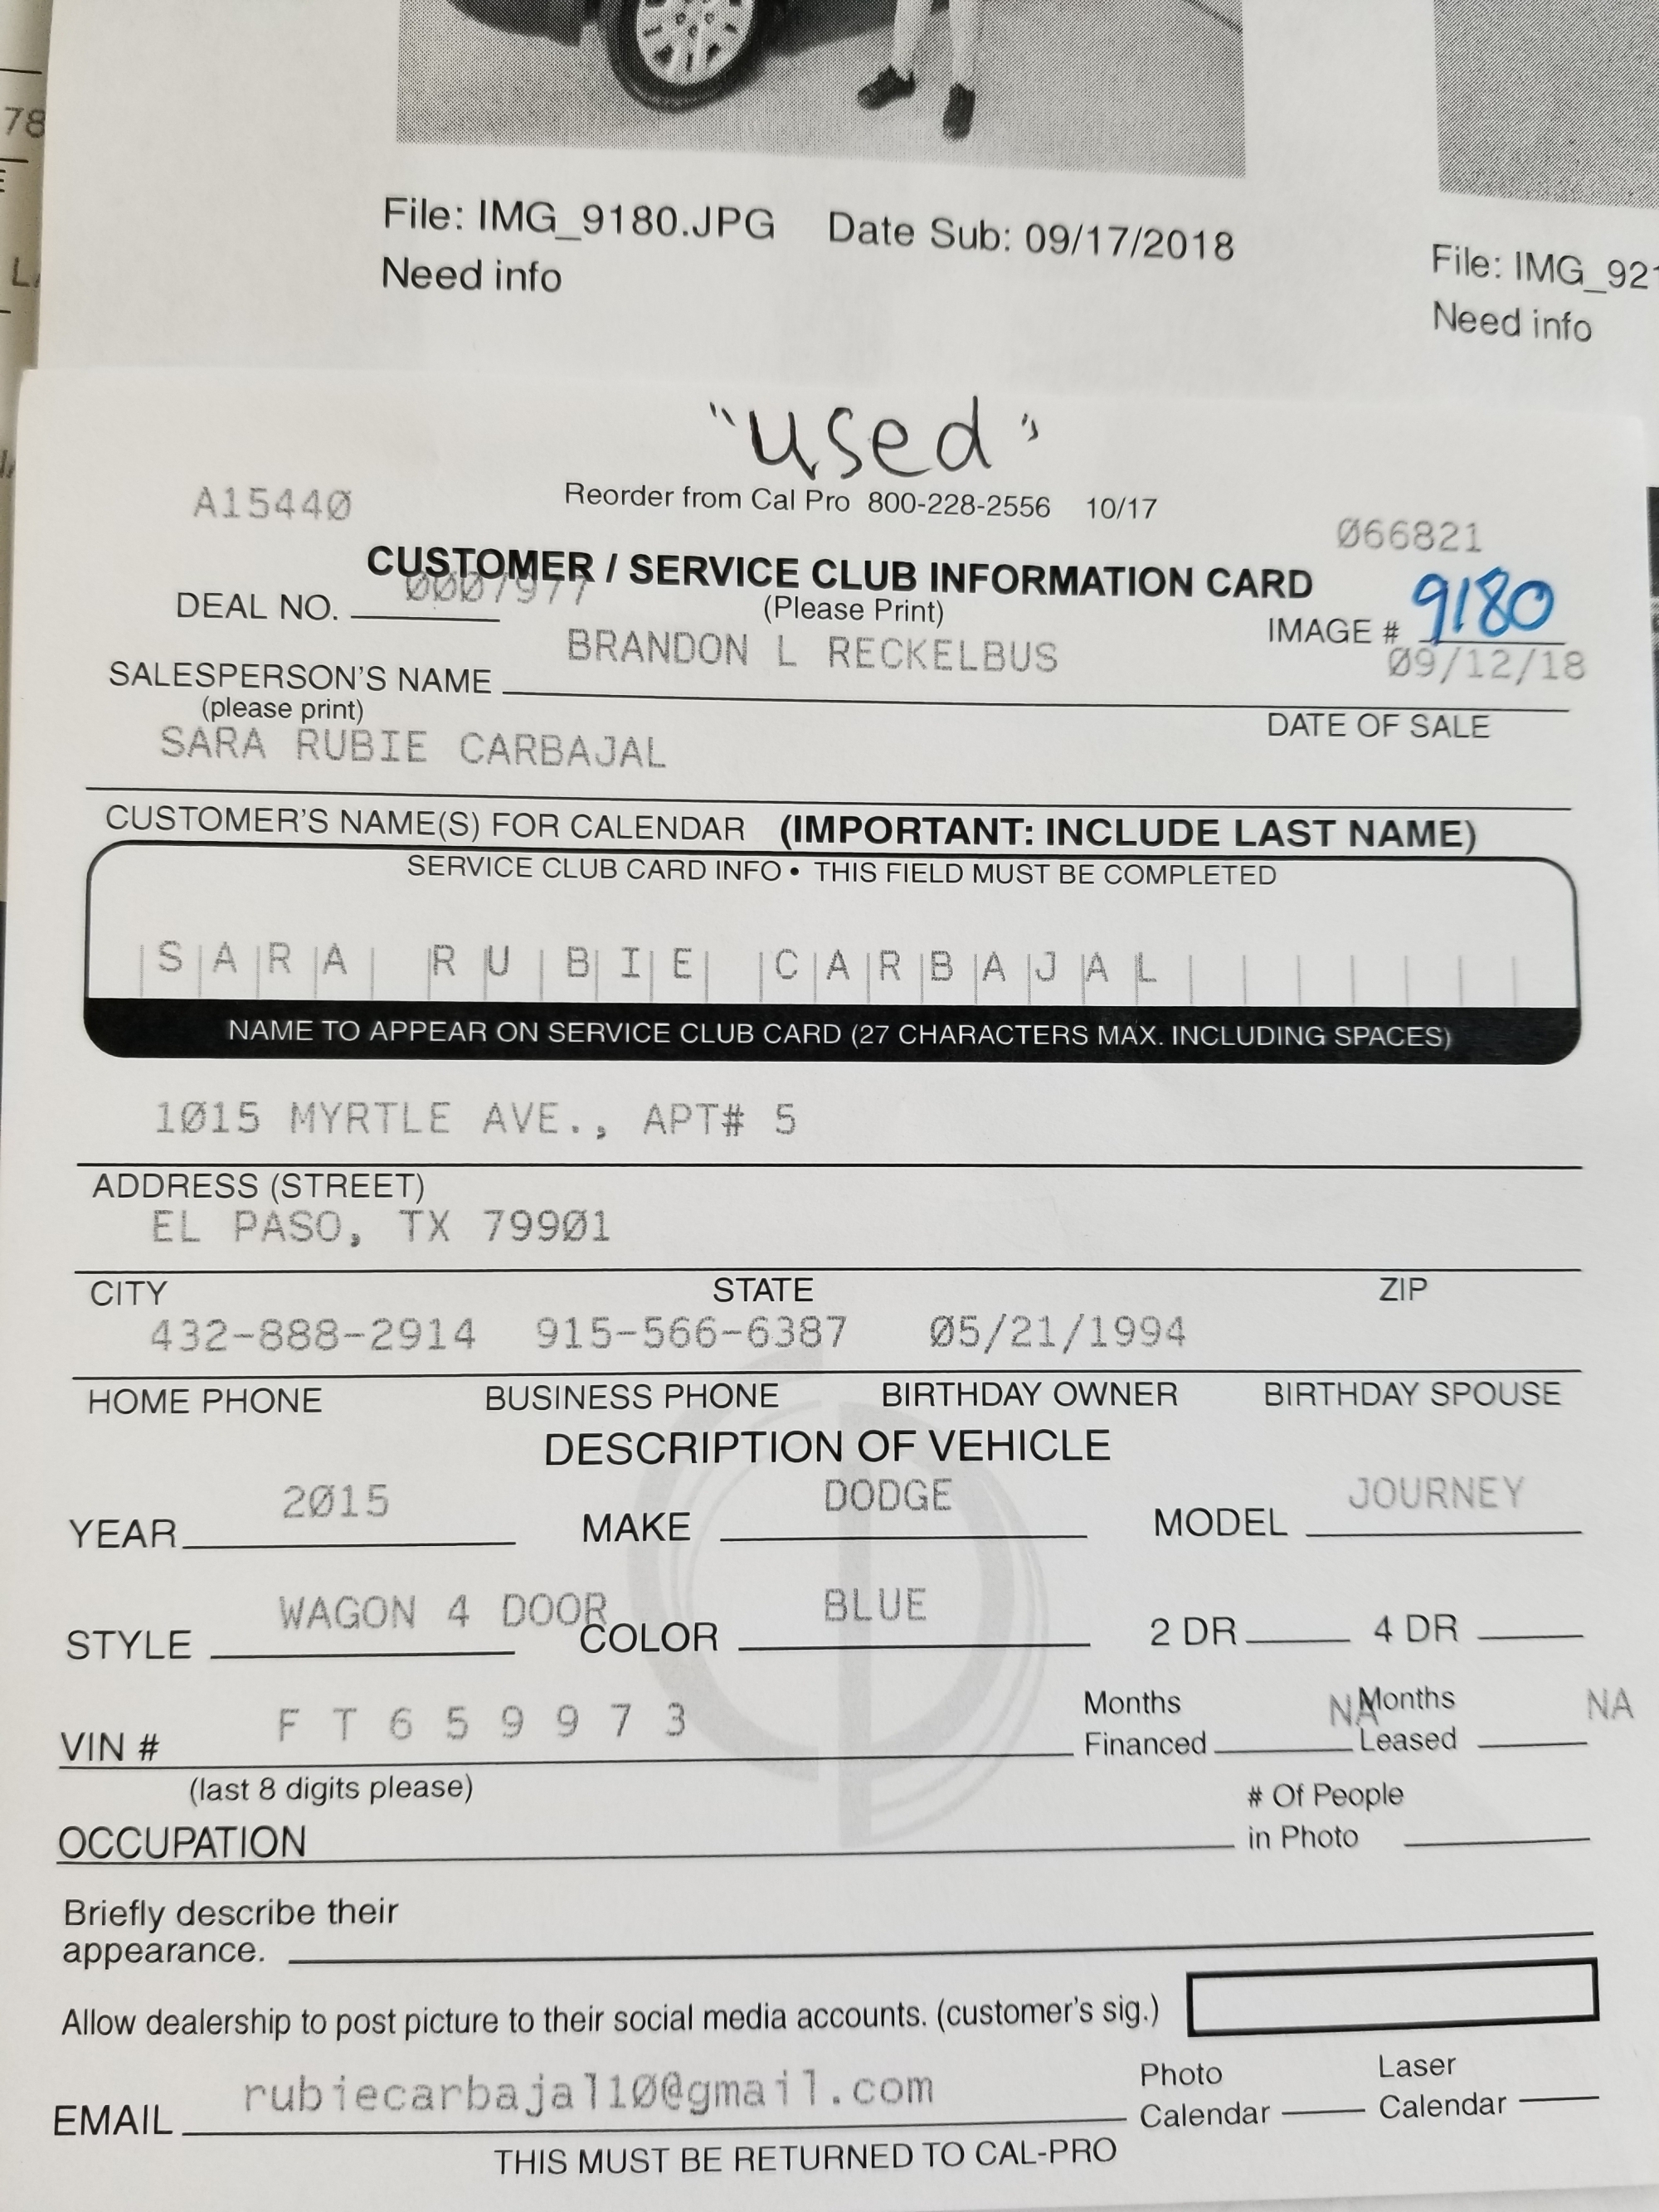 78
File: IMG_9180.JPG Date Sub: 09/17/2018
Need info
File: IMG_92
Need info
"used"
A15440 Reorder from Cal Pro 800-228-2556 10/17
066821
CUSTOMER / SERVICE CLUB INFORMATION CARD
DEAL NO. 0007977 (Please Print) IMAGE # 9180
SALESPERSON'S NAME BRANDON L RECKELBUS 09/12/18
(please print) DATE OF SALE
SARA RUBIE CARBAJAL
CUSTOMER'S NAME(S) FOR CALENDAR (IMPORTANT: INCLUDE LAST NAME)
SERVICE CLUB CARD INFO • THIS FIELD MUST BE COMPLETED
SARA RUBIE CARBAJAL
NAME TO APPEAR ON SERVICE CLUB CARD (27 CHARACTERS MAX. INCLUDING SPACES)
1015 MYRTLE AVE., APT# 5
ADDRESS (STREET)
EL PASO, TX 79901
CITY STATE ZIP
432-888-2914 915-566-6387 05/21/1994
HOME PHONE BUSINESS PHONE BIRTHDAY OWNER BIRTHDAY SPOUSE
DESCRIPTION OF VEHICLE
YEAR 2015 MAKE DODGE MODEL JOURNEY
STYLE WAGON 4 DOOR COLOR BLUE 2 DR 4 DR
VIN # F T 6 5 9 9 7 3 Months Financed NA Months Leased NA
(last 8 digits please)
OCCUPATION # Of People in Photo
Briefly describe their
appearance.
Allow dealership to post picture to their social media accounts. (customer's sig.)
EMAIL rubiecarbajal10@gmail.com Photo Calendar Laser Calendar
THIS MUST BE RETURNED TO CAL-PRO